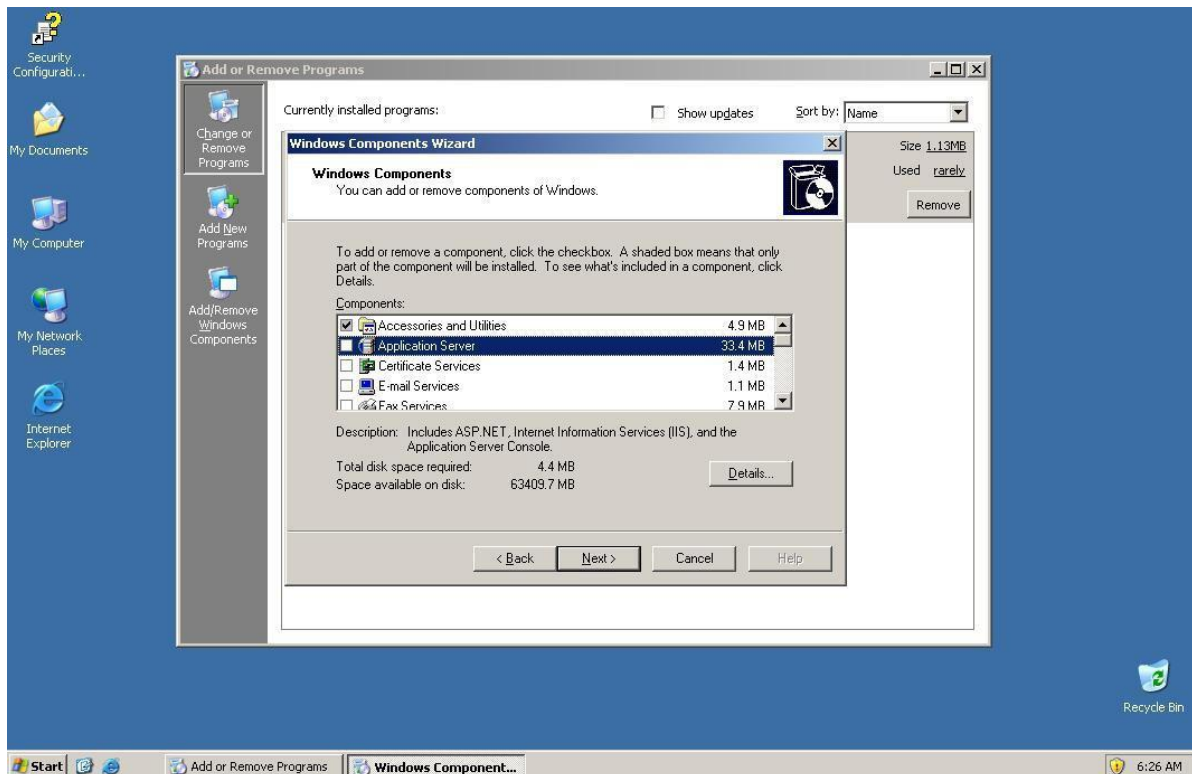 Security
Configurati...
My Documents
My Computer
My Network
Places
Internet
Explorer
Add or Remove Programs
Change or
Remove
Programs
Add New
Programs
Add/Remove
Windows
Components
Currently installed programs:
Show updates
Sort by:
Name
Size 1.13MB
Used rarely
Remove
Windows Components Wizard
Windows Components
You can add or remove components of Windows.
To add or remove a component, click the checkbox. A shaded box means that only
part of the component will be installed. To see what's included in a component, click
Details.
Components:
Accessories and Utilities 4.9 MB
Application Server 33.4 MB
Certificate Services 1.4 MB
E-mail Services 1.1 MB
Fax Services 7.9 MB
Description: Includes ASP.NET, Internet Information Services (IIS), and the
Application Server Console.
Total disk space required: 4.4 MB
Space available on disk: 63409.7 MB
Details...
< Back
Next >
Cancel
Help
Recycle Bin
Start
Add or Remove Programs
Windows Component...
6:26 AM